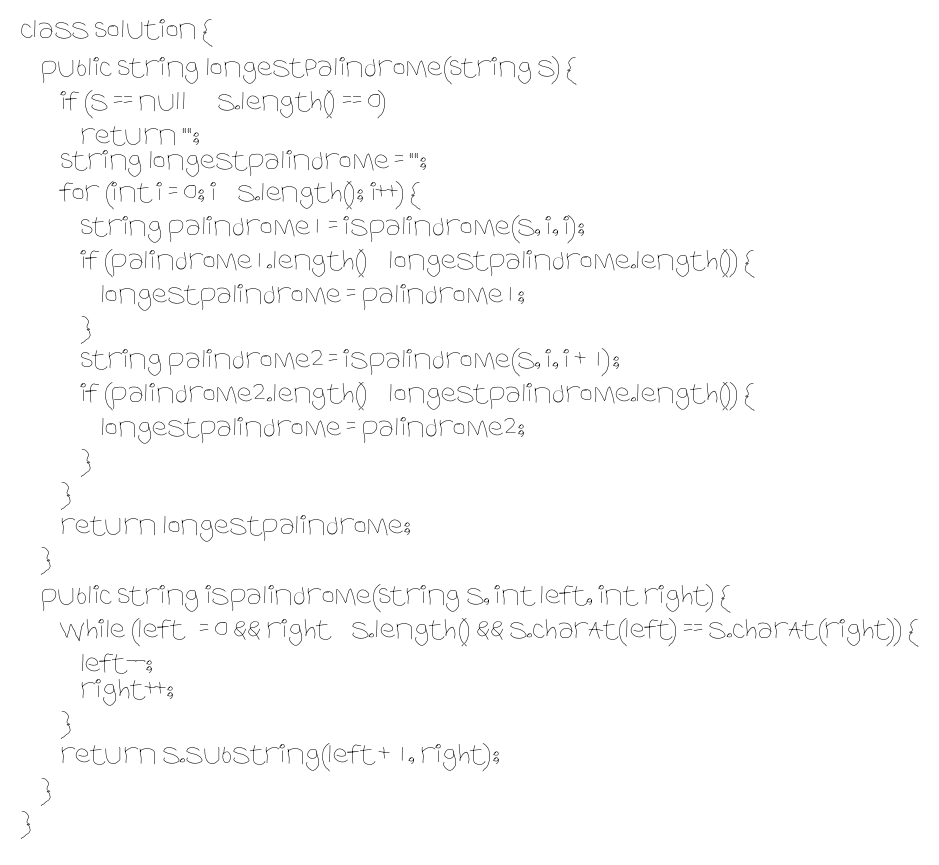 class solution {
public string longestPalindrome(string s) {
if (s == null s.length() == 0)
return "";
string longestpalindrome = "";
for (int i = 0; i s.length(); i++) {
string palindrome1 = ispalindrome(s, i, i);
if (palindrome1.length() longestpalindrome.length()) {
longestpalindrome = palindrome1;
}
string palindrome2 = ispalindrome(s, i, i + 1);
if (palindrome2.length() longestpalindrome.length()) {
longestpalindrome = palindrome2;
}
}
return longestpalindrome;
}
public string ispalindrome(string s, int left, int right) {
while (left = 0 && right s.length() && s.charAt(left) == s.charAt(right)) {
left--;
right++;
}
return s.substring(left + 1, right);
}
}